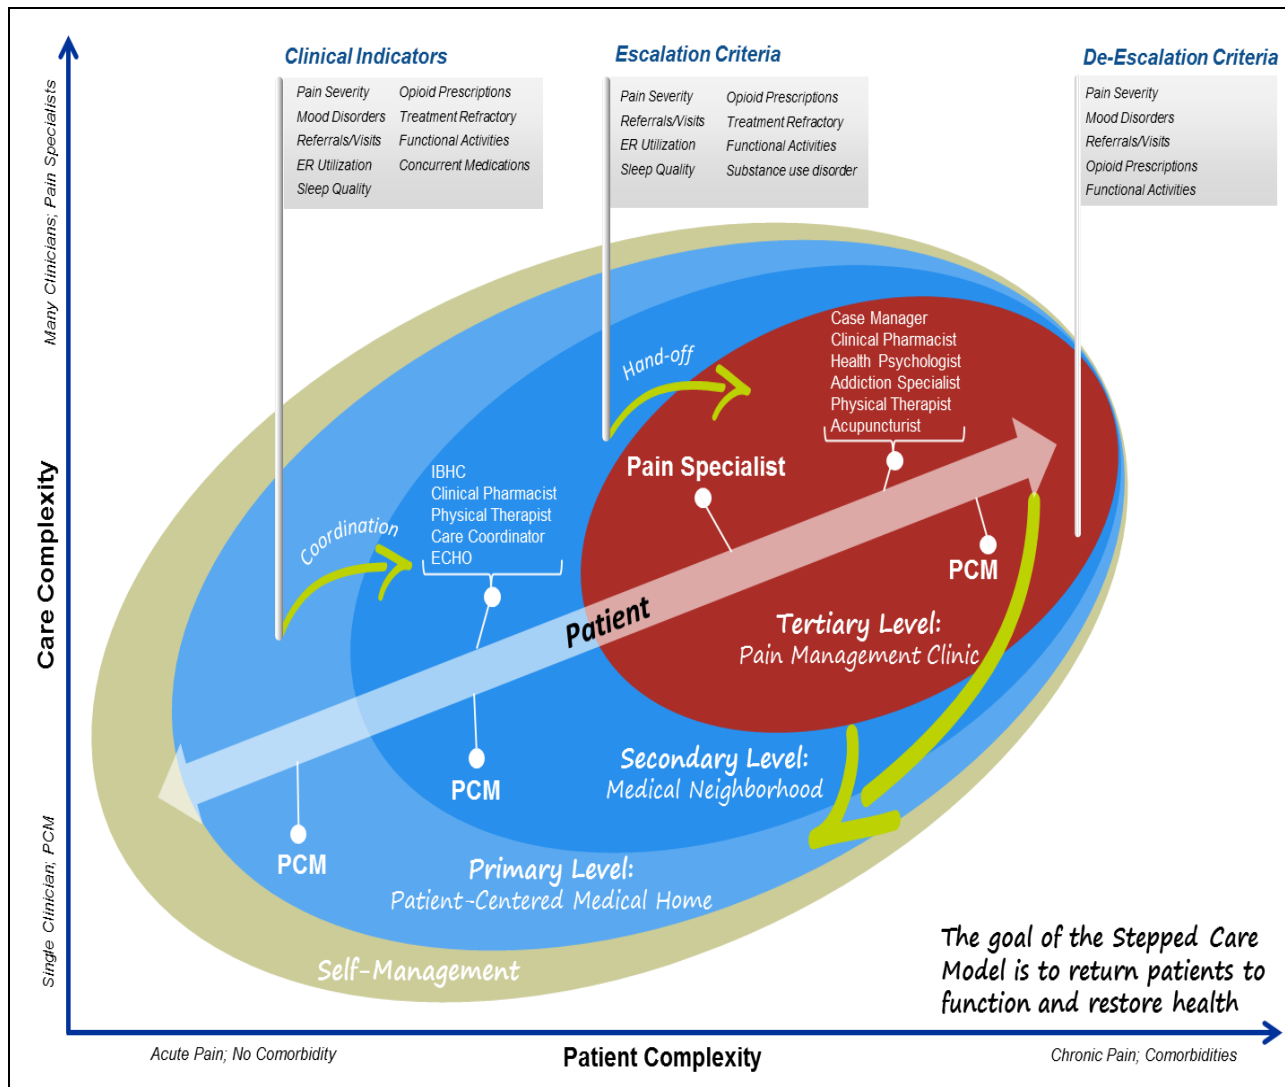 Clinical Indicators
Pain Severity
Mood Disorders
Referrals/Visits
ER Utilization
Sleep Quality
Opioid Prescriptions
Treatment Refractory
Functional Activities
Concurrent Medications
Escalation Criteria
Pain Severity
Referrals/Visits
ER Utilization
Sleep Quality
Opioid Prescriptions
Treatment Refractory
Functional Activities
Substance use disorder
De-Escalation Criteria
Pain Severity
Mood Disorders
Referrals/Visits
Opioid Prescriptions
Functional Activities
Many Clinicians; Pain Specialists
Care Complexity
Single Clinician; PCM
Coordination
IBHC
Clinical Pharmacist
Physical Therapist
Care Coordinator
ECHO
Hand-off
Case Manager
Clinical Pharmacist
Health Psychologist
Addiction Specialist
Physical Therapist
Acupuncturist
Pain Specialist
PCM
Patient
Tertiary Level:
Pain Management Clinic
Secondary Level:
Medical Neighborhood
PCM
PCM
Primary Level:
Patient-Centered Medical Home
Self-Management
The goal of the Stepped Care
Model is to return patients to
function and restore health
Acute Pain; No Comorbidity
Patient Complexity
Chronic Pain; Comorbidities